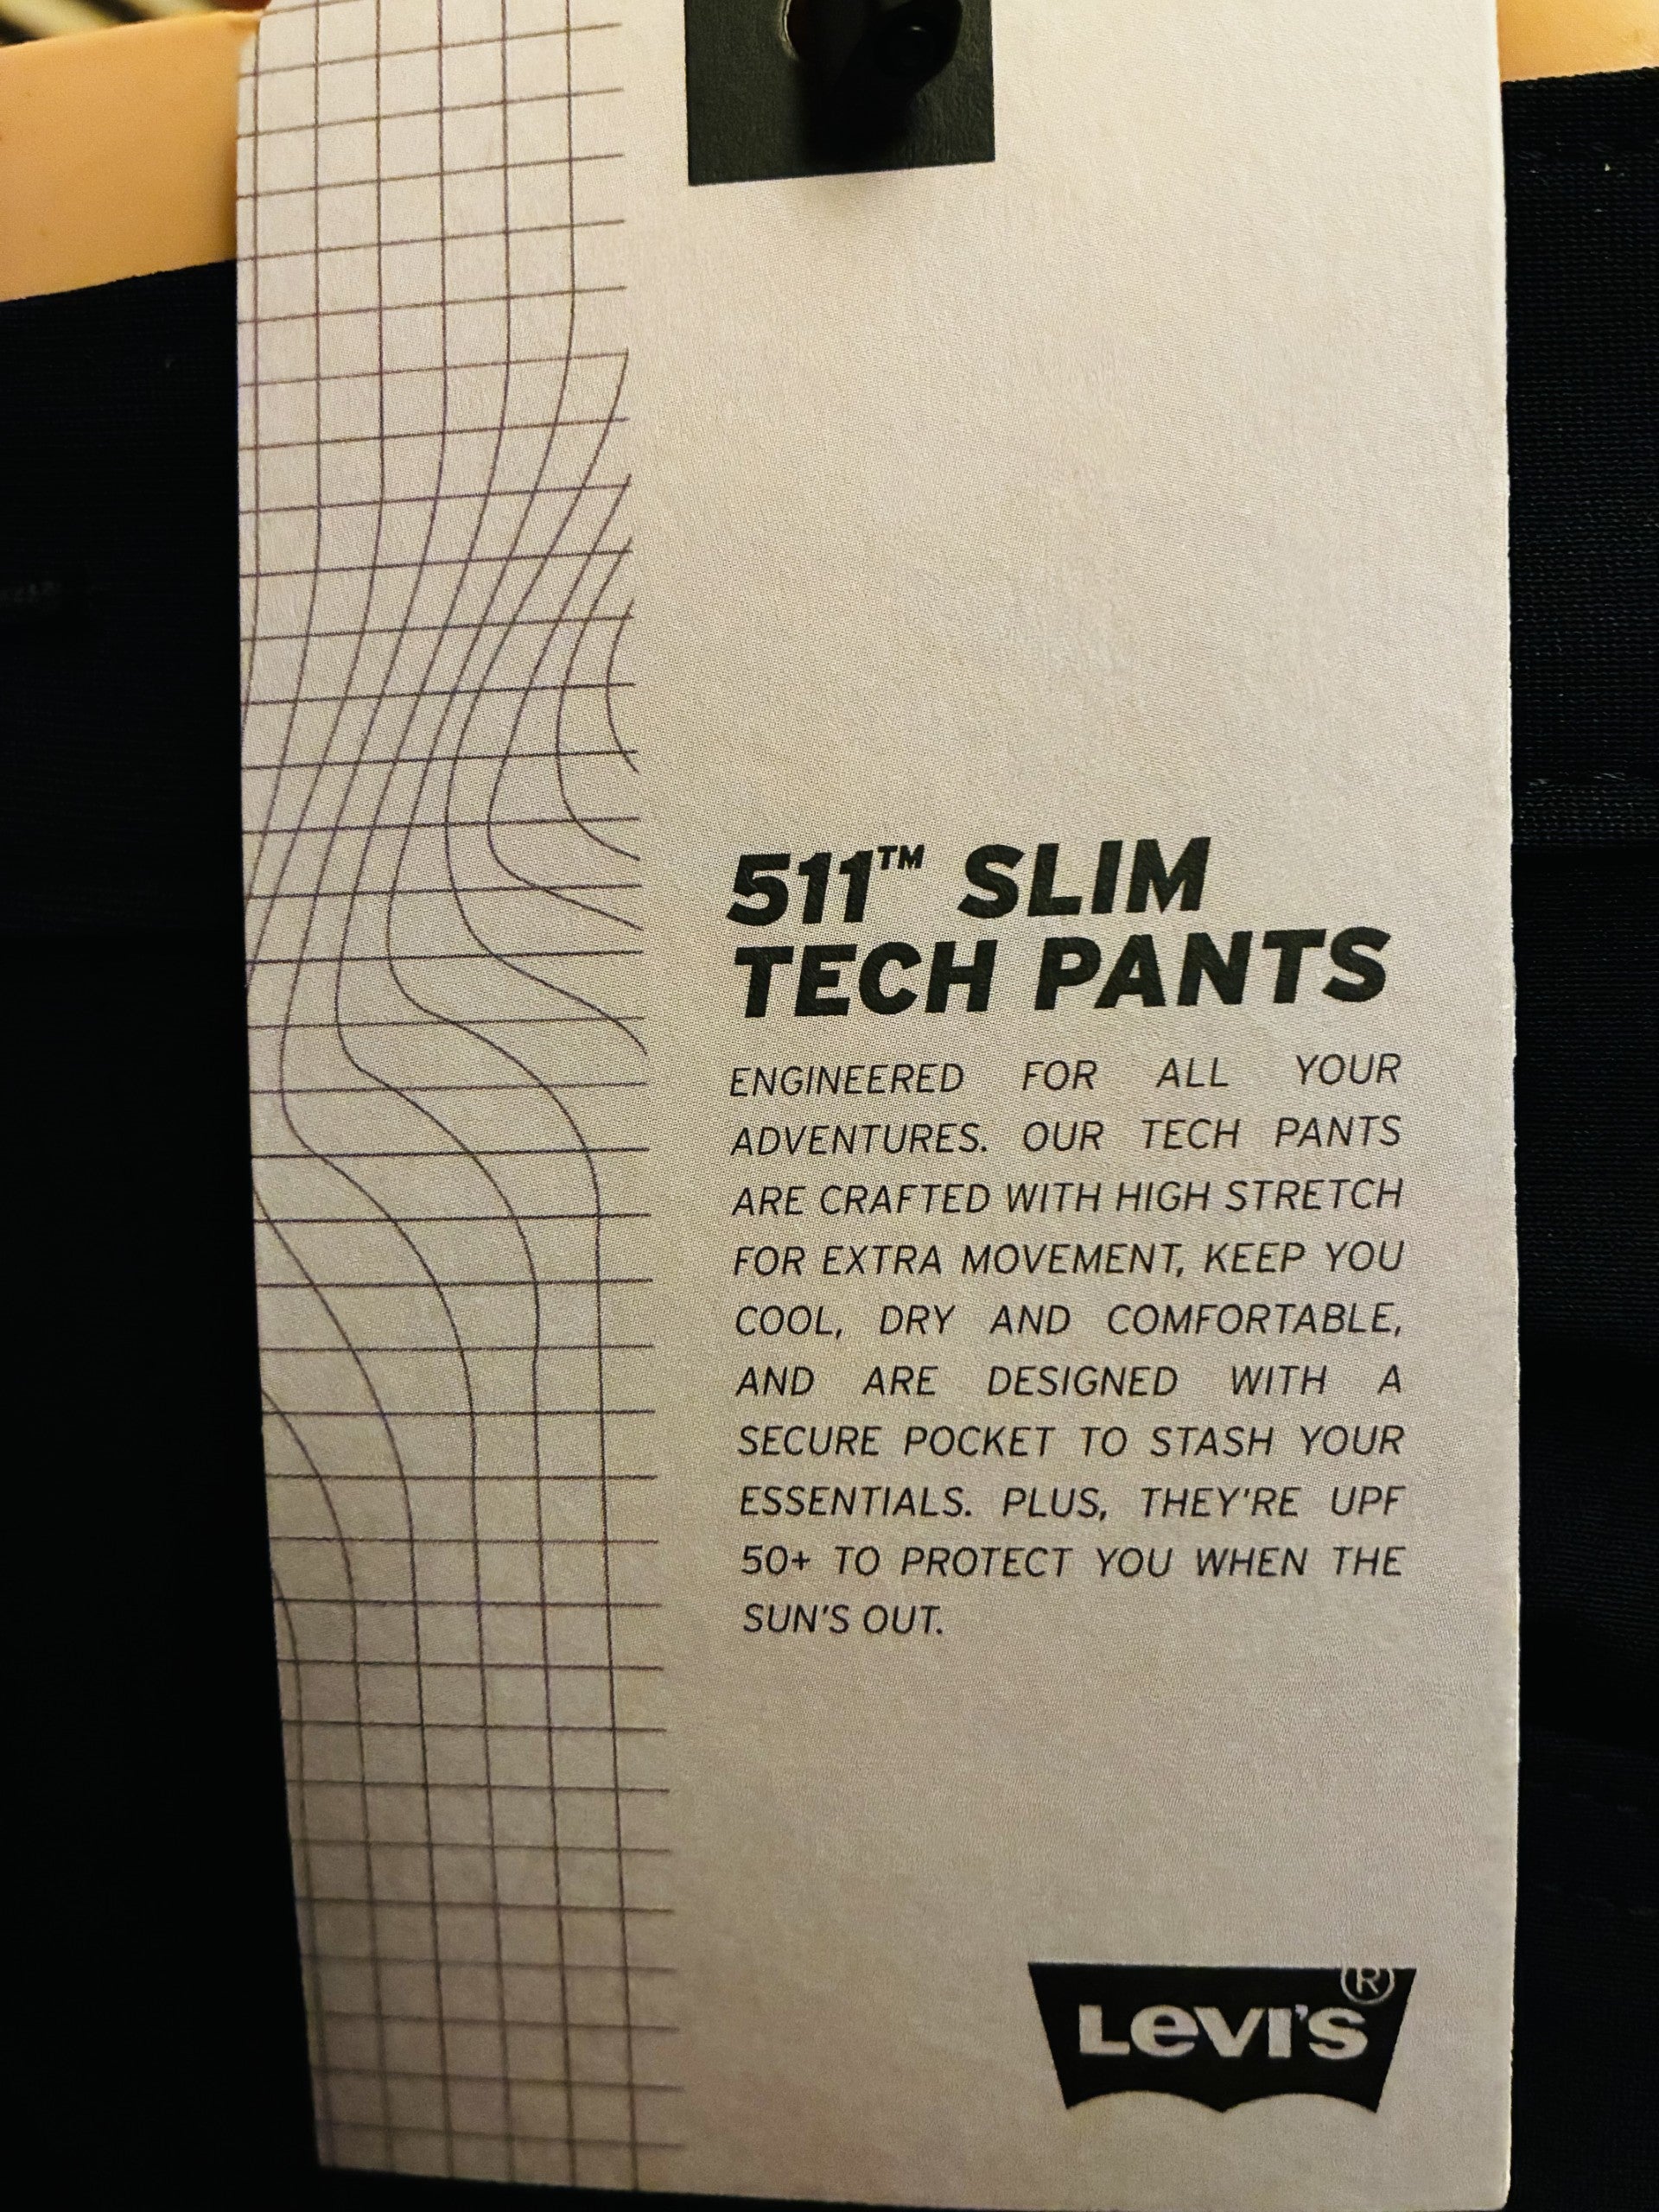 511™ SLIM
TECH PANTS
ENGINEERED FOR ALL YOUR
ADVENTURES. OUR TECH PANTS
ARE CRAFTED WITH HIGH STRETCH
FOR EXTRA MOVEMENT, KEEP YOU
COOL, DRY AND COMFORTABLE,
AND ARE DESIGNED WITH A
SECURE POCKET TO STASH YOUR
ESSENTIALS. PLUS, THEY'RE UPF
50+ TO PROTECT YOU WHEN THE
SUN'S OUT.
LEVI'S®